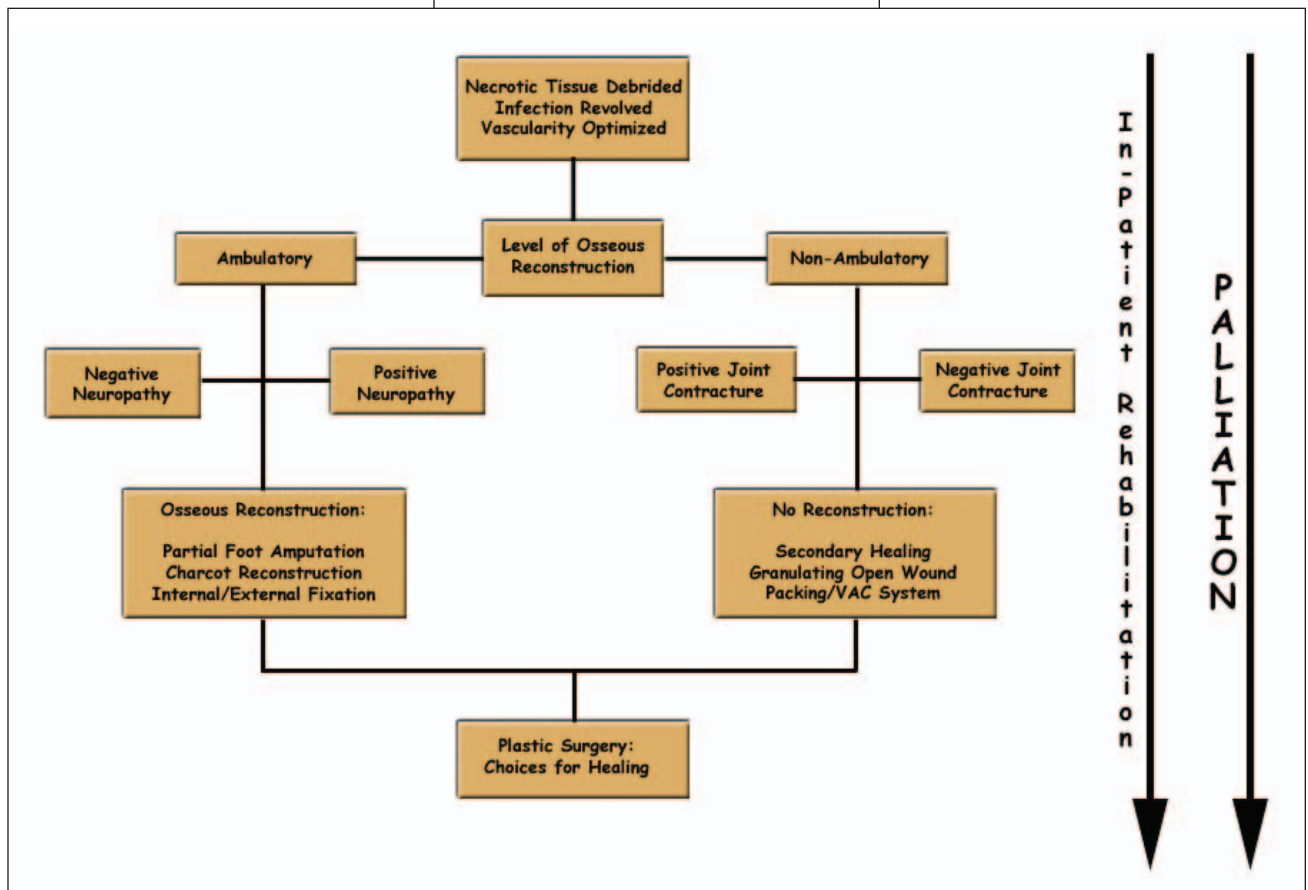 Necrotic Tissue Debrided
Infection Revolved
Vascularity Optimized
Level of Osseous
Reconstruction
Ambulatory
Non-Ambulatory
Negative
Neuropathy
Positive
Neuropathy
Positive Joint
Contracture
Negative Joint
Contracture
Osseous Reconstruction:
Partial Foot Amputation
Charcot Reconstruction
Internal/External Fixation
No Reconstruction:
Secondary Healing
Granulating Open Wound
Packing/VAC System
Plastic Surgery:
Choices for Healing
In-Patient Rehabilitation
PALLIATION